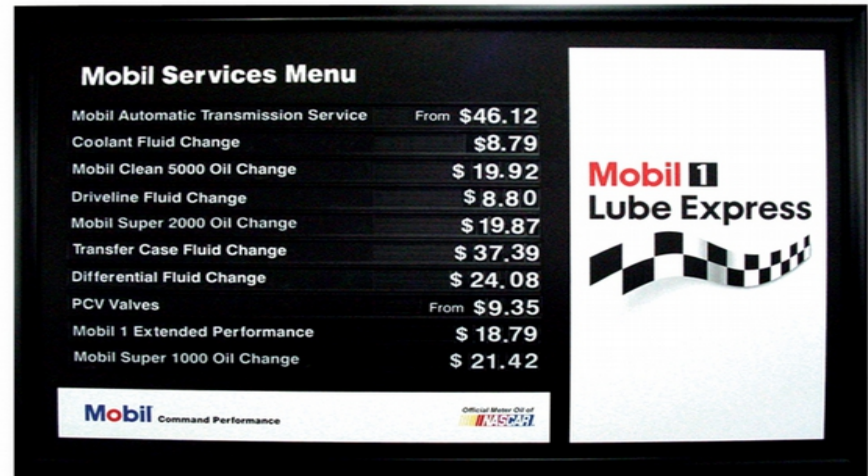 Mobil Services Menu
Mobil Automatic Transmission Service From $46.12
Coolant Fluid Change $8.79
Mobil Clean 5000 Oil Change $ 19.92
Driveline Fluid Change $ 8.80
Mobil Super 2000 Oil Change $ 19.87
Transfer Case Fluid Change $ 37.39
Differential Fluid Change $ 24.08
PCV Valves From $9.35
Mobil 1 Extended Performance $ 18.79
Mobil Super 1000 Oil Change $ 21.42
Mobil Command Performance
Official Motor Oil of
NASCAR
Mobil 1
Lube Express